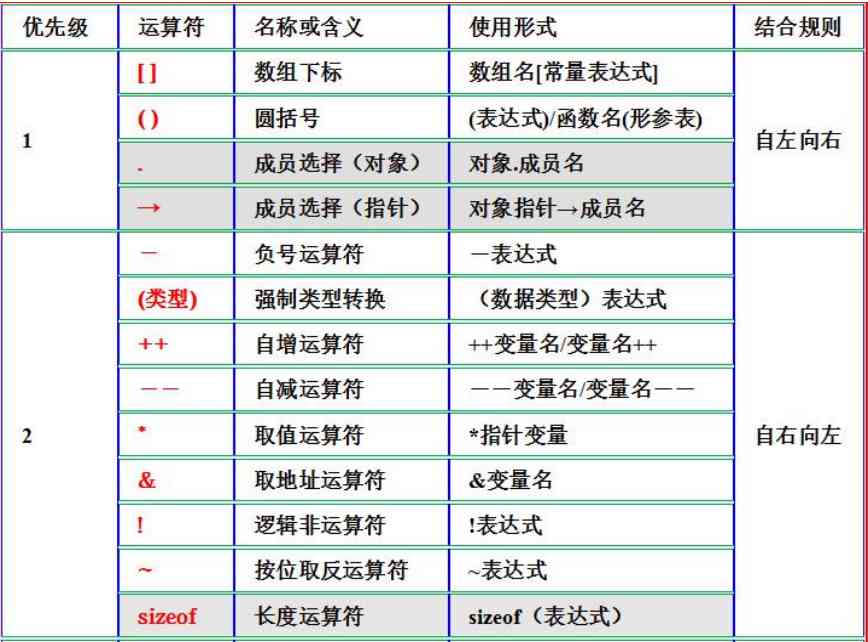 优先级 运算符 名称或含义 使用形式 结合规则
[ ] 数组下标 数组名[常量表达式]
( ) 圆括号 (表达式)/函数名(形参表)
1 自左向右
. 成员选择（对象） 对象.成员名
→ 成员选择（指针） 对象指针→成员名
－ 负号运算符 －表达式
(类型) 强制类型转换 （数据类型）表达式
++ 自增运算符 ++变量名/变量名++
－－ 自减运算符 －－变量名/变量名－－
2 * 取值运算符 *指针变量 自右向左
& 取地址运算符 &变量名
! 逻辑非运算符 !表达式
~ 按位取反运算符 ~表达式
sizeof 长度运算符 sizeof（表达式）